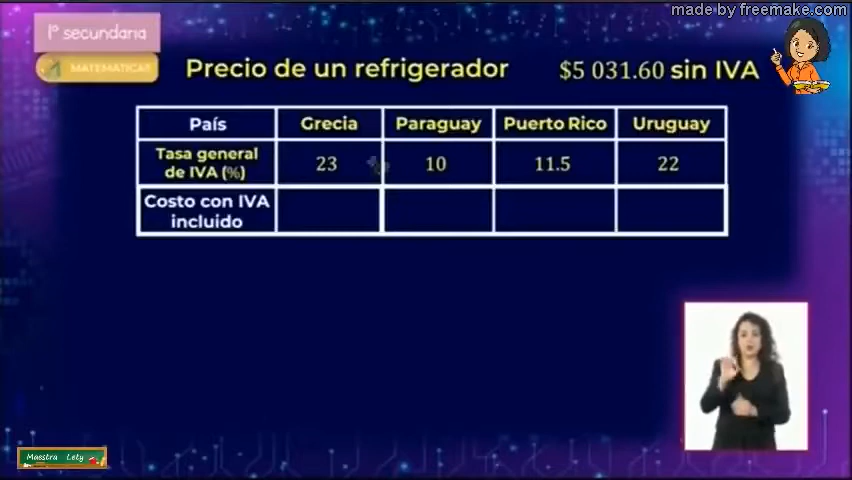 made by freemake.com
1º secundaria
MATEMÁTICAS
Precio de un refrigerador $5 031.60 sin IVA
País Grecia Paraguay Puerto Rico Uruguay
Tasa general
de IVA (%) 23 10 11.5 22
Costo con IVA
incluido
Maestra Lety